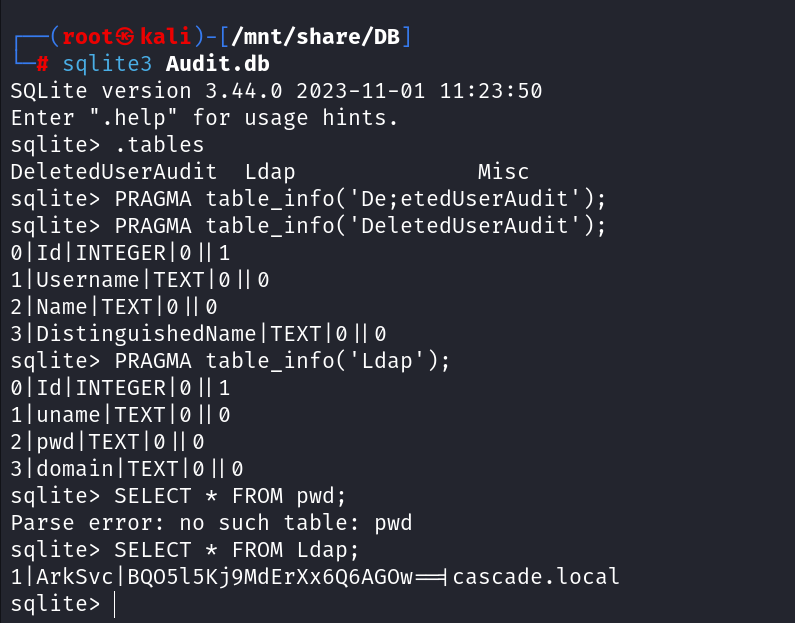 ┌──(root㉿kali)-[/mnt/share/DB]
└─# sqlite3 Audit.db
SQLite version 3.44.0 2023-11-01 11:23:50
Enter ".help" for usage hints.
sqlite> .tables
DeletedUserAudit  Ldap              Misc
sqlite> PRAGMA table_info('De;etedUserAudit');
sqlite> PRAGMA table_info('DeletedUserAudit');
0|Id|INTEGER|0||1
1|Username|TEXT|0||0
2|Name|TEXT|0||0
3|DistinguishedName|TEXT|0||0
sqlite> PRAGMA table_info('Ldap');
0|Id|INTEGER|0||1
1|uname|TEXT|0||0
2|pwd|TEXT|0||0
3|domain|TEXT|0||0
sqlite> SELECT * FROM pwd;
Parse error: no such table: pwd
sqlite> SELECT * FROM Ldap;
1|ArkSvc|BQO5l5Kj9MdErXx6Q6AGOw==|cascade.local
sqlite>